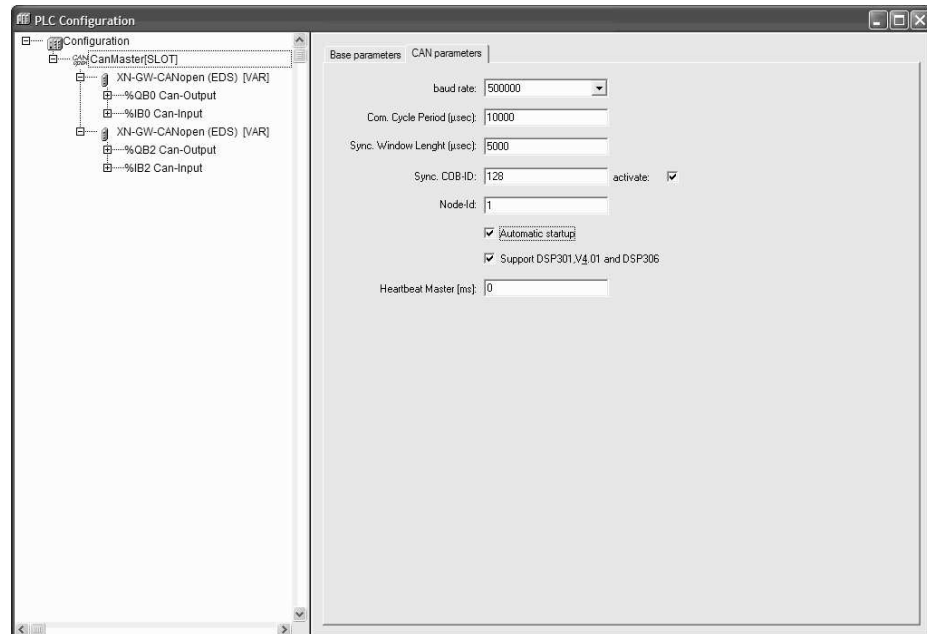 PLC Configuration
Configuration
CanMaster[SLOT]
XN-GW-CANopen (EDS) [VAR]
%QB0 Can-Output
%IB0 Can-Input
XN-GW-CANopen (EDS) [VAR]
%QB2 Can-Output
%IB2 Can-Input
Base parameters CAN parameters
baud rate: 500000
Com. Cycle Period (µsec): 10000
Sync. Window Lenght (µsec): 5000
Sync. COB-ID: 128 activate:
Node-Id: 1
Automatic startup
Support DSP301,V4.01 and DSP306
Heartbeat Master [ms]: 0